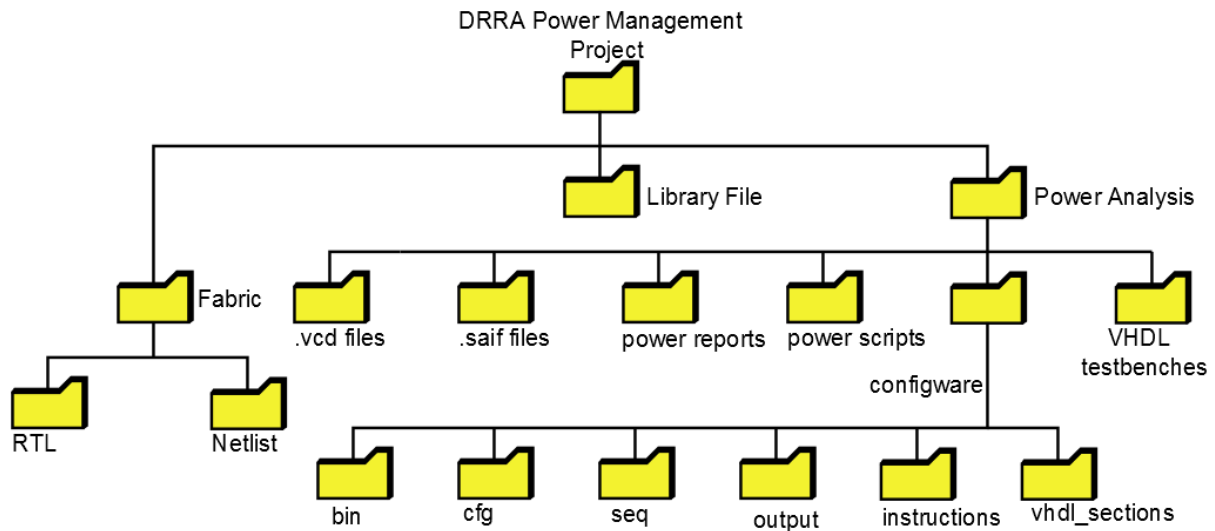 DRRA Power Management
Project
Library File
Power Analysis
Fabric
.vcd files
.saif files
power reports
power scripts
VHDL
testbenches
configware
RTL
Netlist
bin
cfg
seq
output
instructions
vhdl_sections